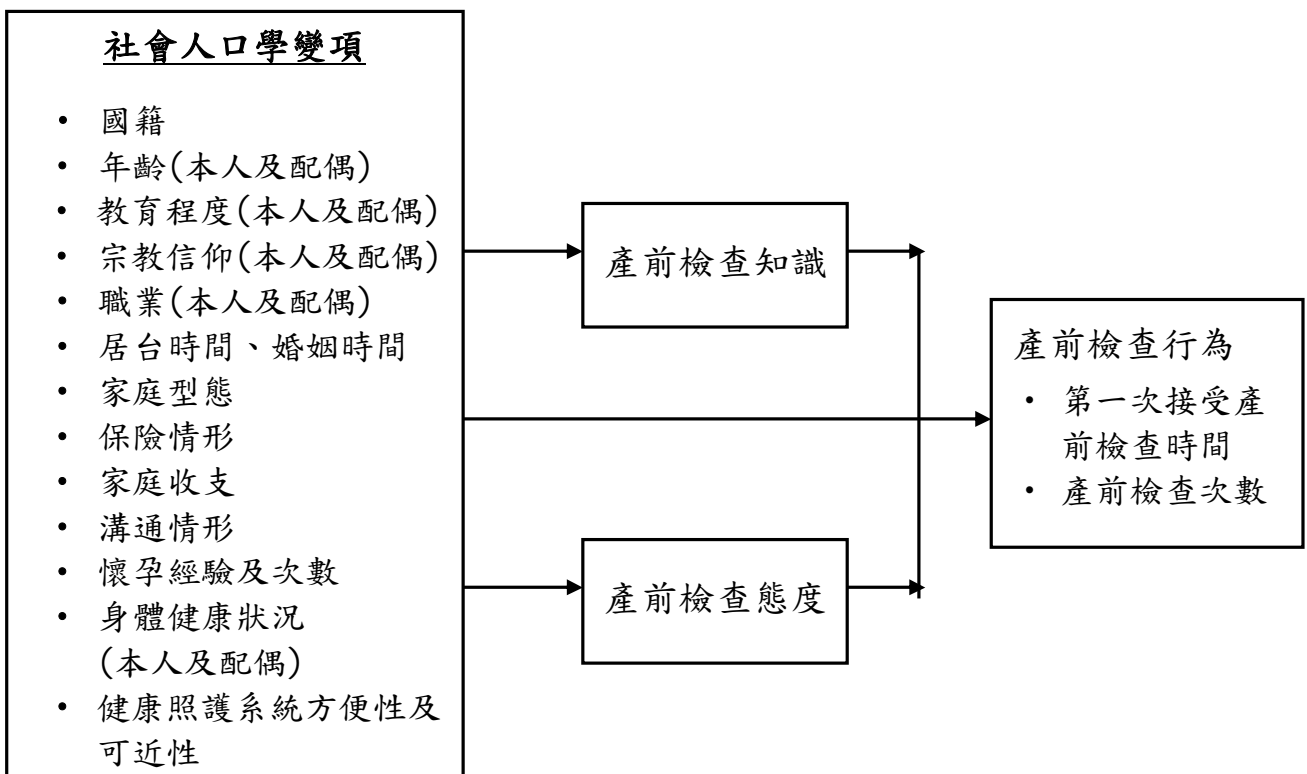 社會人口學變項
• 國籍
• 年齡(本人及配偶)
• 教育程度(本人及配偶)
• 宗教信仰(本人及配偶)
• 職業(本人及配偶)
• 居台時間、婚姻時間
• 家庭型態
• 保險情形
• 家庭收支
• 溝通情形
• 懷孕經驗及次數
• 身體健康狀況
(本人及配偶)
• 健康照護系統方便性及
可近性
產前檢查知識
產前檢查態度
產前檢查行為
• 第一次接受產
前檢查時間
• 產前檢查次數